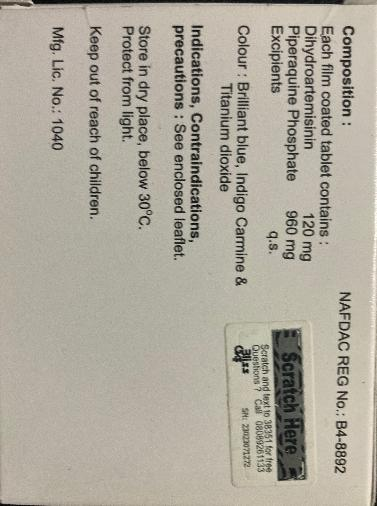 Composition :
Each film coated tablet contains :
Dihydroartemisinin 120 mg
Piperaquine Phosphate 960 mg
Excipients q.s.
Colour : Brilliant blue, Indigo Carmine &
Titanium dioxide
Indications, Contraindications,
precautions : See enclosed leaflet.
Store in dry place, below 30°C.
Protect from light.
Keep out of reach of children.
Mfg. Lic. No.: 1040
NAFDAC REG No.: B4-8892
Scratch Here
Scratch and text to 38351 for free
Questions ? Call 08089261133
SN: 23023071272
Bliss